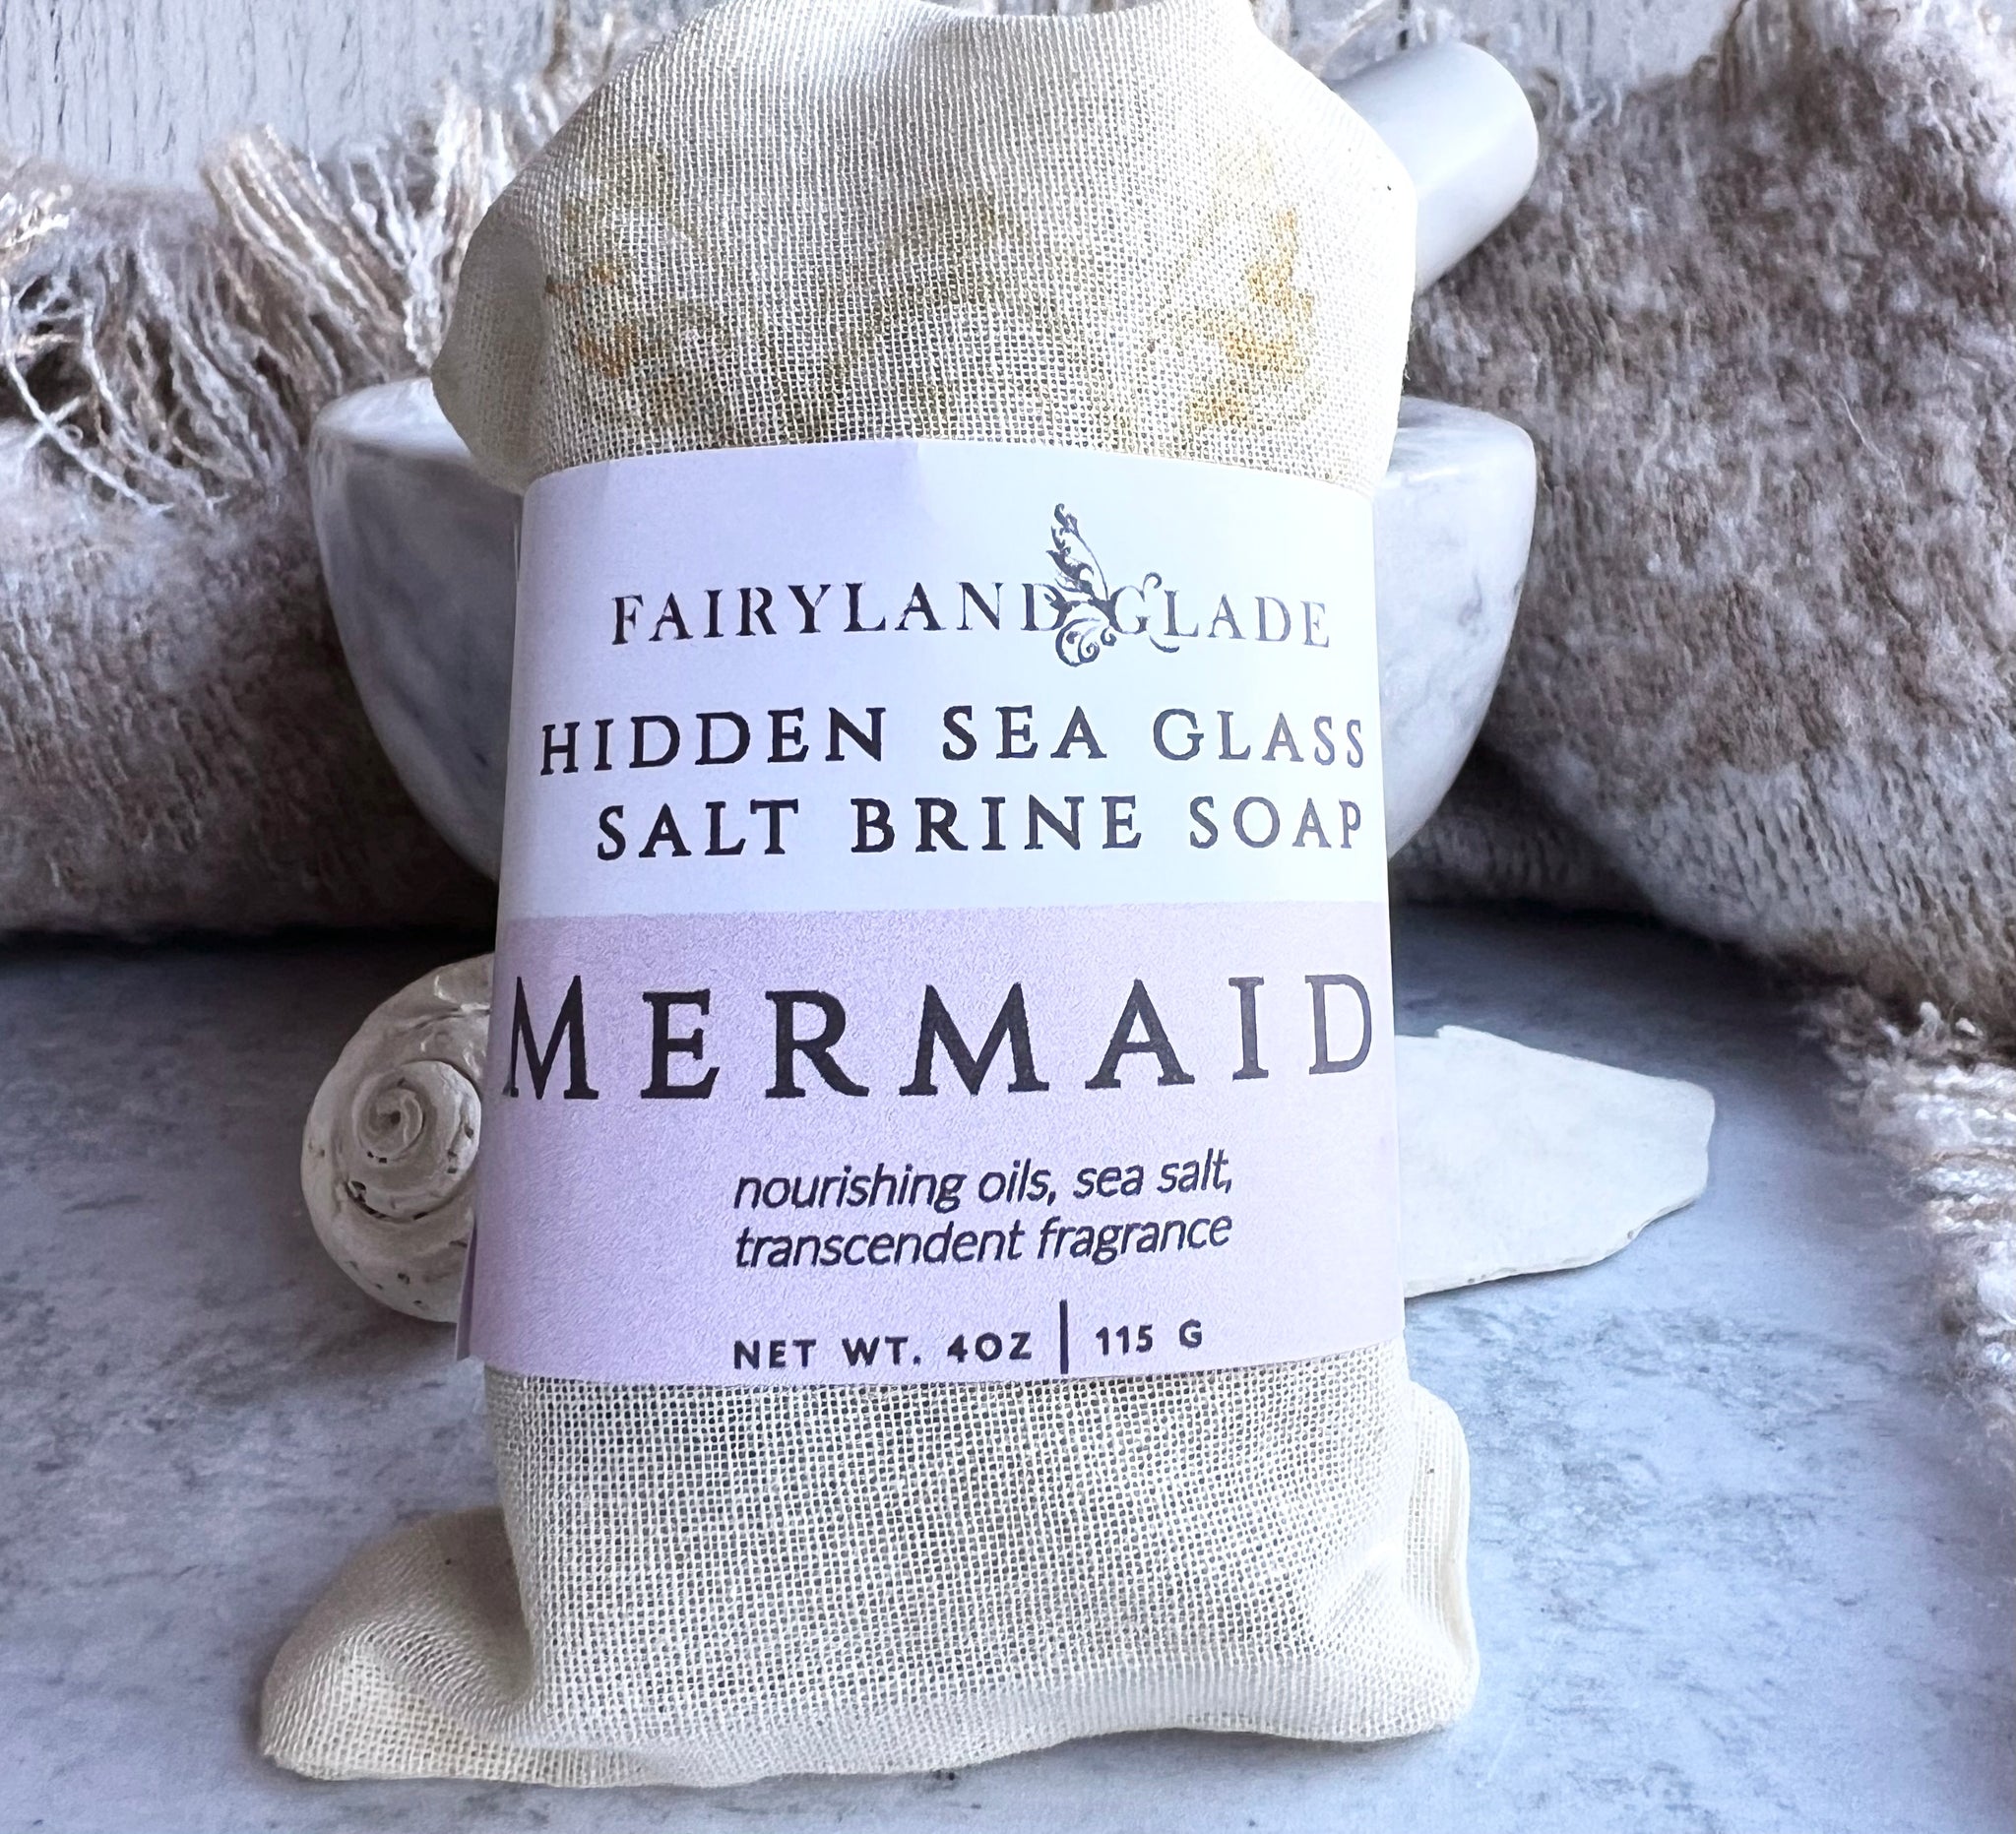 FAIRYLAND GLADE
HIDDEN SEA GLASS
SALT BRINE SOAP
MERMAID
nourishing oils, sea salt,
transcendent fragrance
NET WT. 4OZ | 115 G